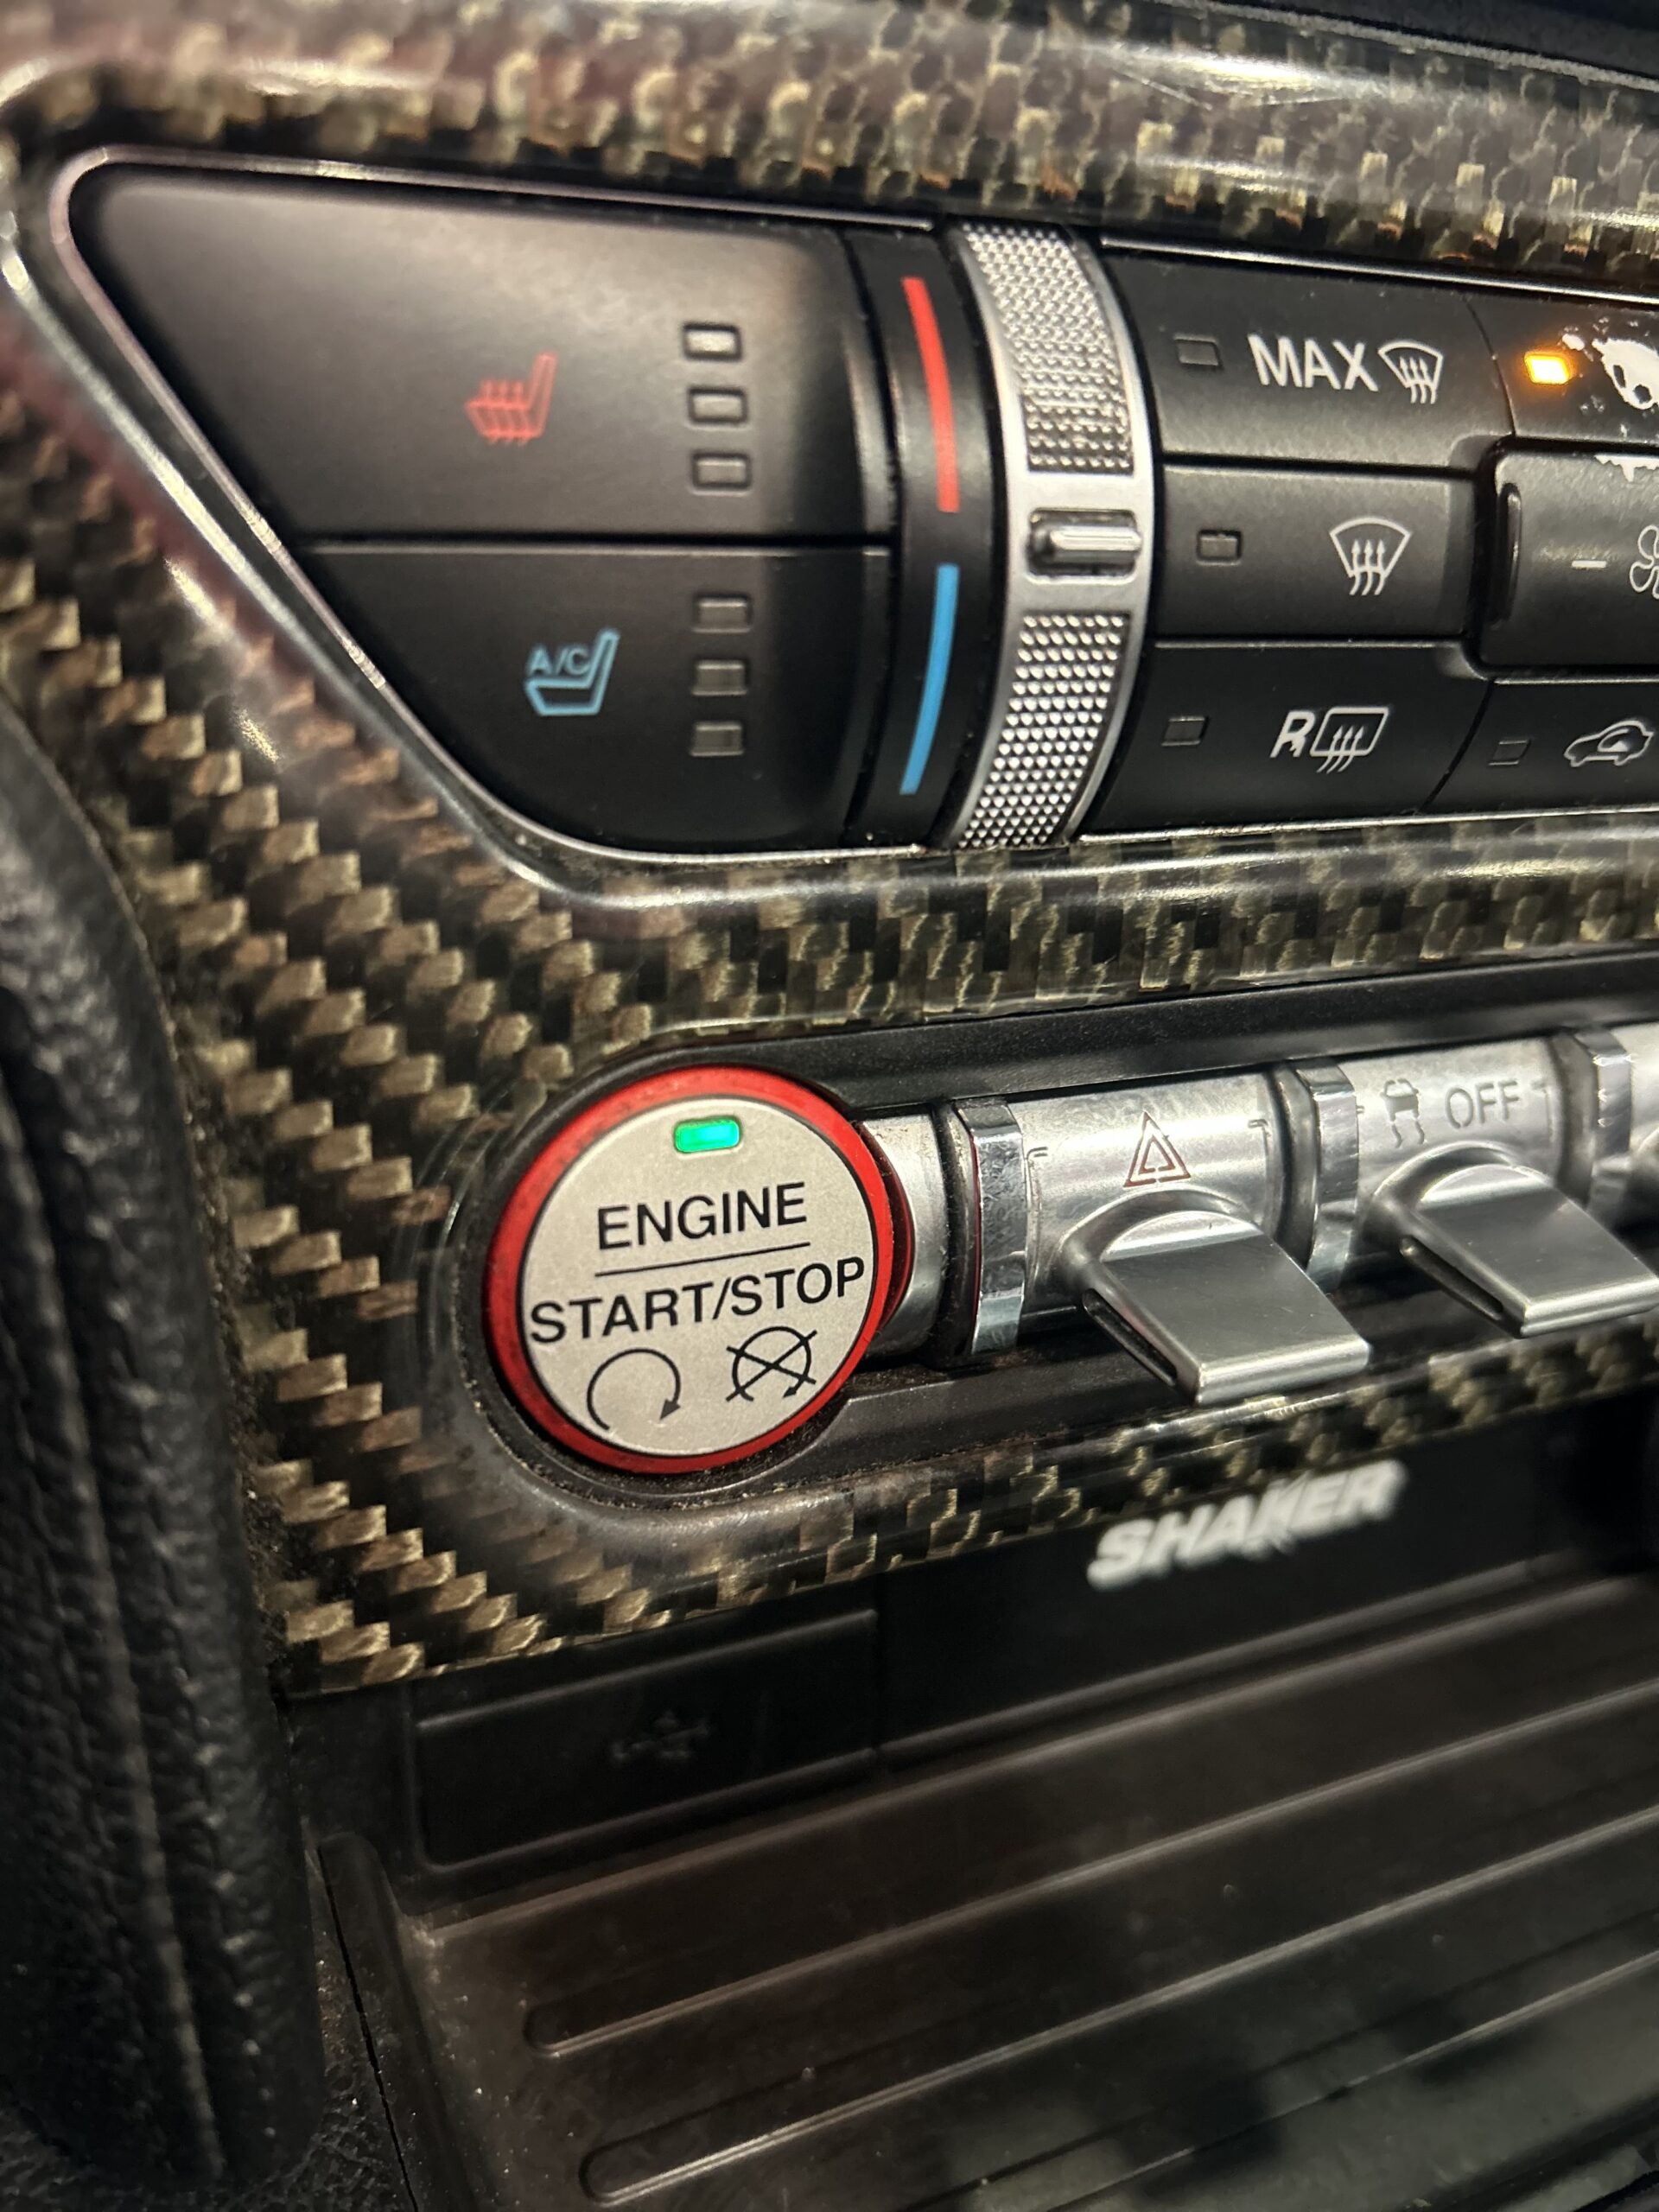 MAX
A/C
R
OFF
ENGINE
START/STOP
SHAKER